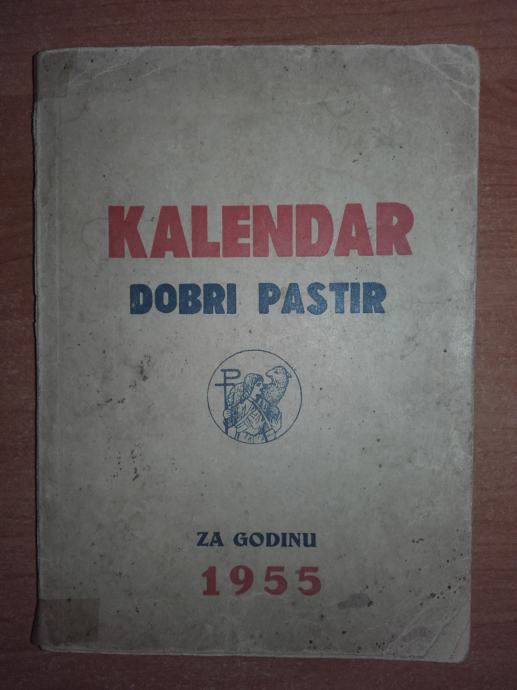 KALENDAR
DOBRI PASTIR
ZA GODINU
1955